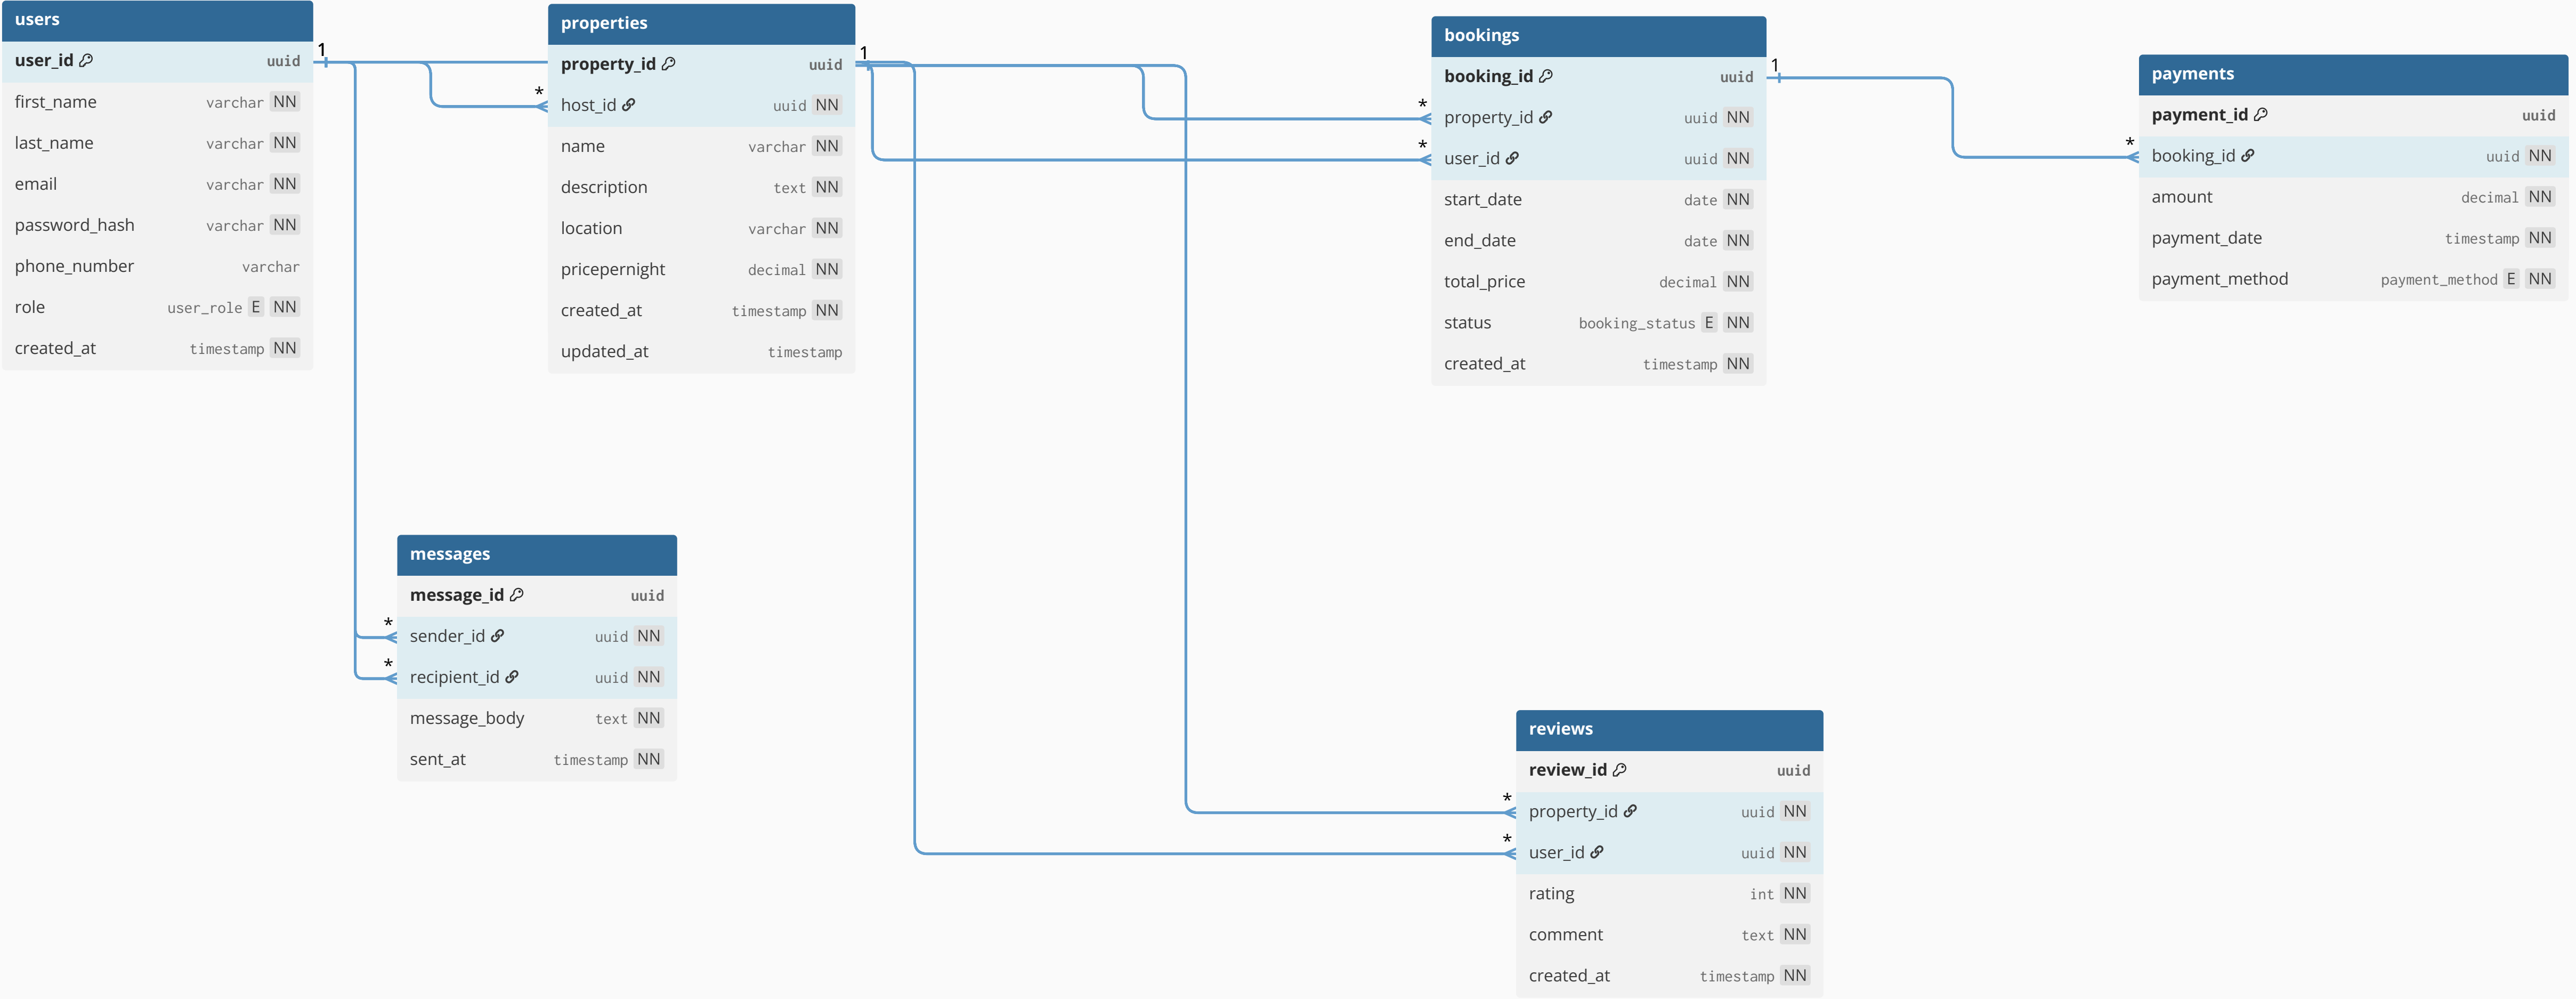 users
user_id uuid
first_name varchar NN
last_name varchar NN
email varchar NN
password_hash varchar NN
phone_number varchar
role user_role E NN
created_at timestamp NN
1
*
properties
property_id uuid
host_id uuid NN
name varchar NN
description text NN
location varchar NN
pricepernight decimal NN
created_at timestamp NN
updated_at timestamp
1
*
*
bookings
booking_id uuid
property_id uuid NN
user_id uuid NN
start_date date NN
end_date date NN
total_price decimal NN
status booking_status E NN
created_at timestamp NN
1
*
payments
payment_id uuid
booking_id uuid NN
amount decimal NN
payment_date timestamp NN
payment_method payment_method E NN
*
*
messages
message_id uuid
sender_id uuid NN
recipient_id uuid NN
message_body text NN
sent_at timestamp NN
*
*
reviews
review_id uuid
property_id uuid NN
user_id uuid NN
rating int NN
comment text NN
created_at timestamp NN